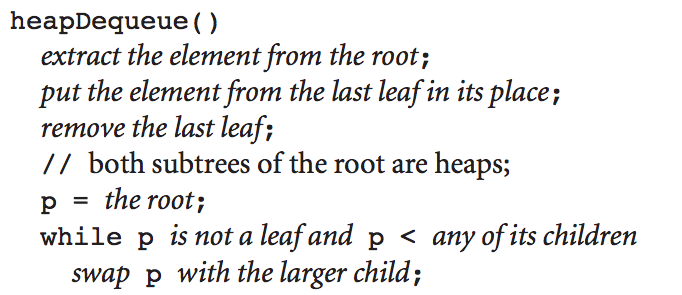 heapDequeue()
extract the element from the root;
put the element from the last leaf in its place;
remove the last leaf;
// both subtrees of the root are heaps;
p = the root;
while p is not a leaf and p < any of its children
swap p with the larger child;